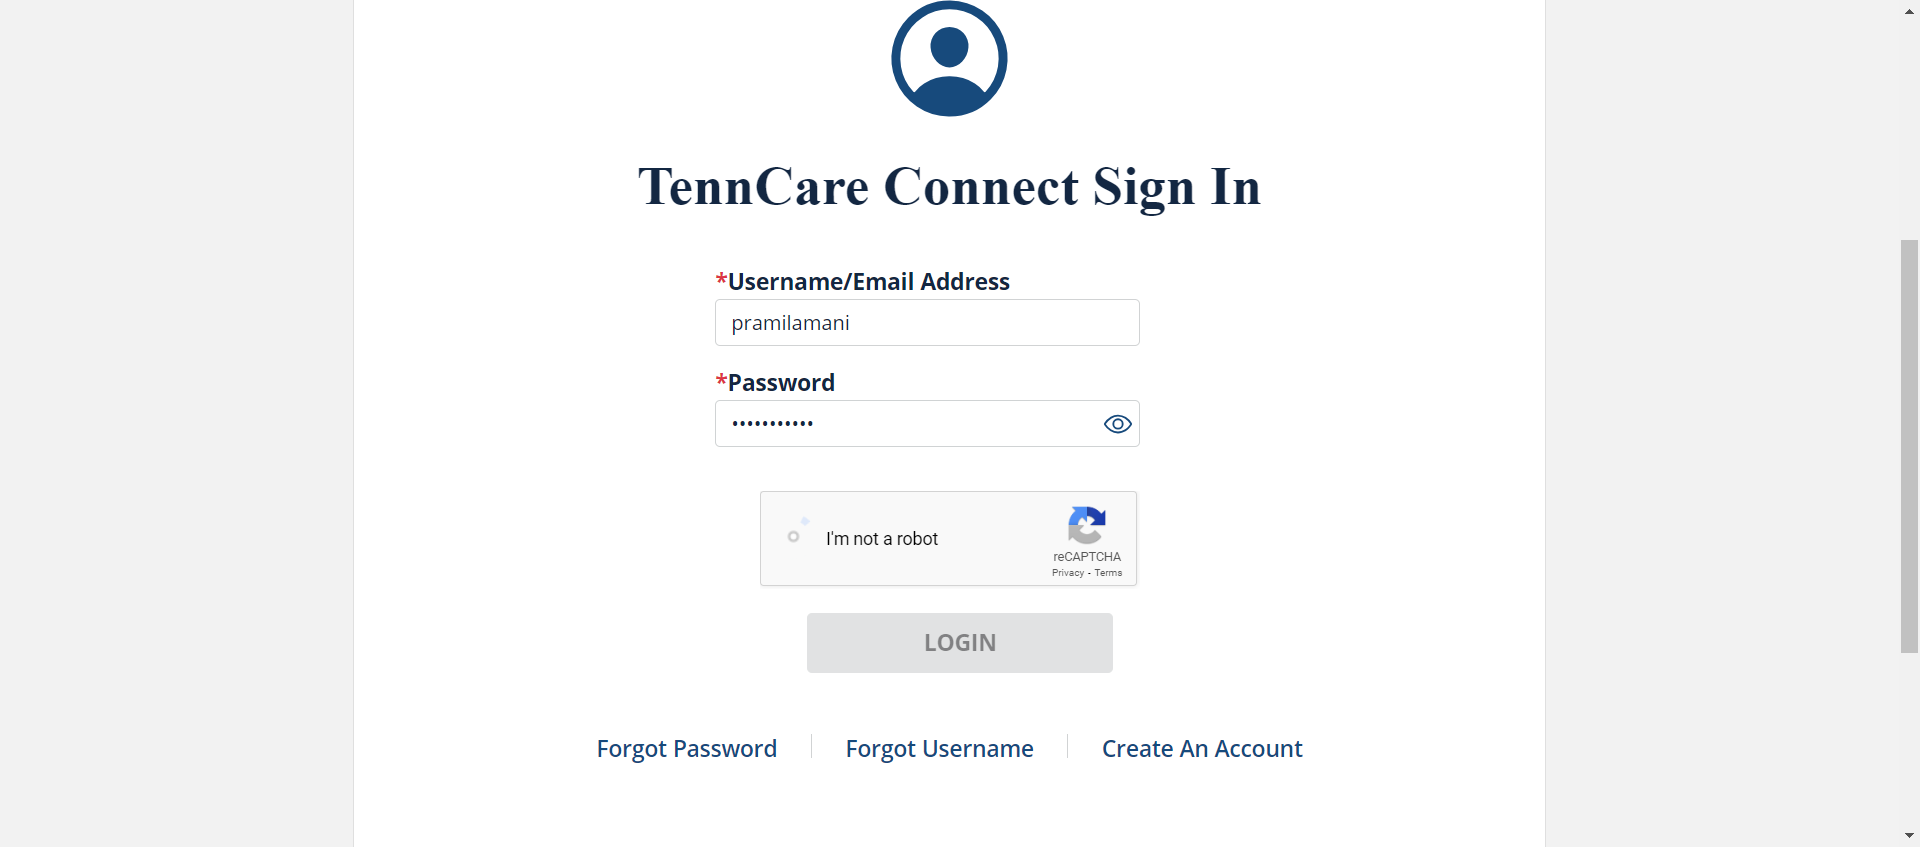 TennCare Connect Sign In
*Username/Email Address
pramilamani
*Password
•••••••••••
I'm not a robot
reCAPTCHA
Privacy - Terms
LOGIN
Forgot Password
Forgot Username
Create An Account